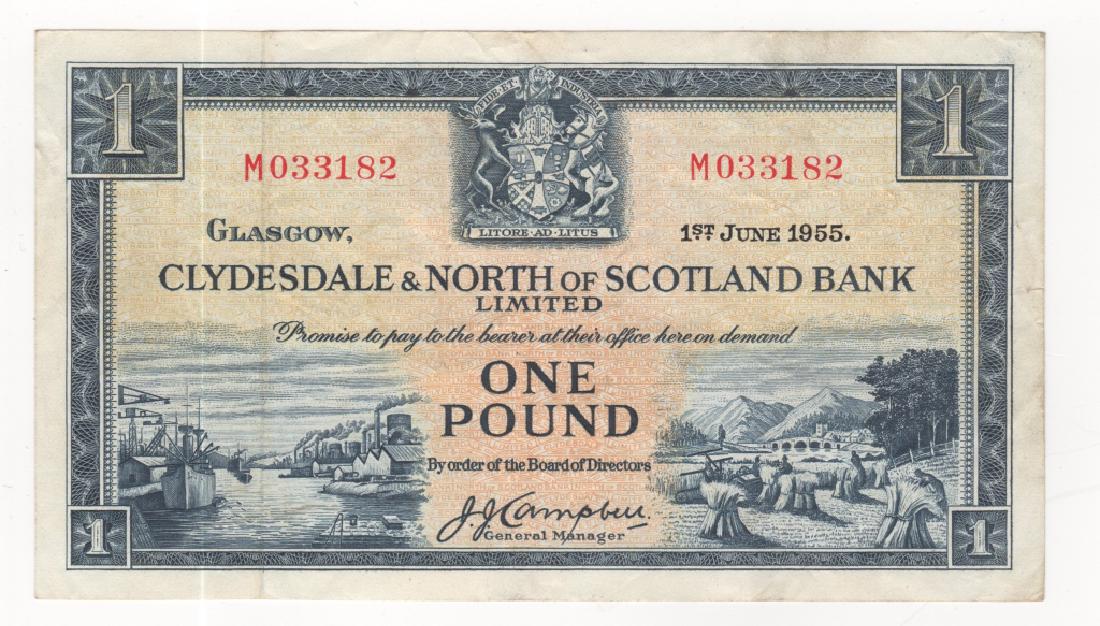 1 1
FIDE·ET INDUSTRIA
M033182 M033182
LITORE·AD·LITUS
GLASGOW, 1ST JUNE 1955.
CLYDESDALE & NORTH OF SCOTLAND BANK
LIMITED
Promise to pay to the bearer at their office here on demand
ONE
POUND
By order of the Board of Directors
J.J. Campbell.
General Manager
1 1